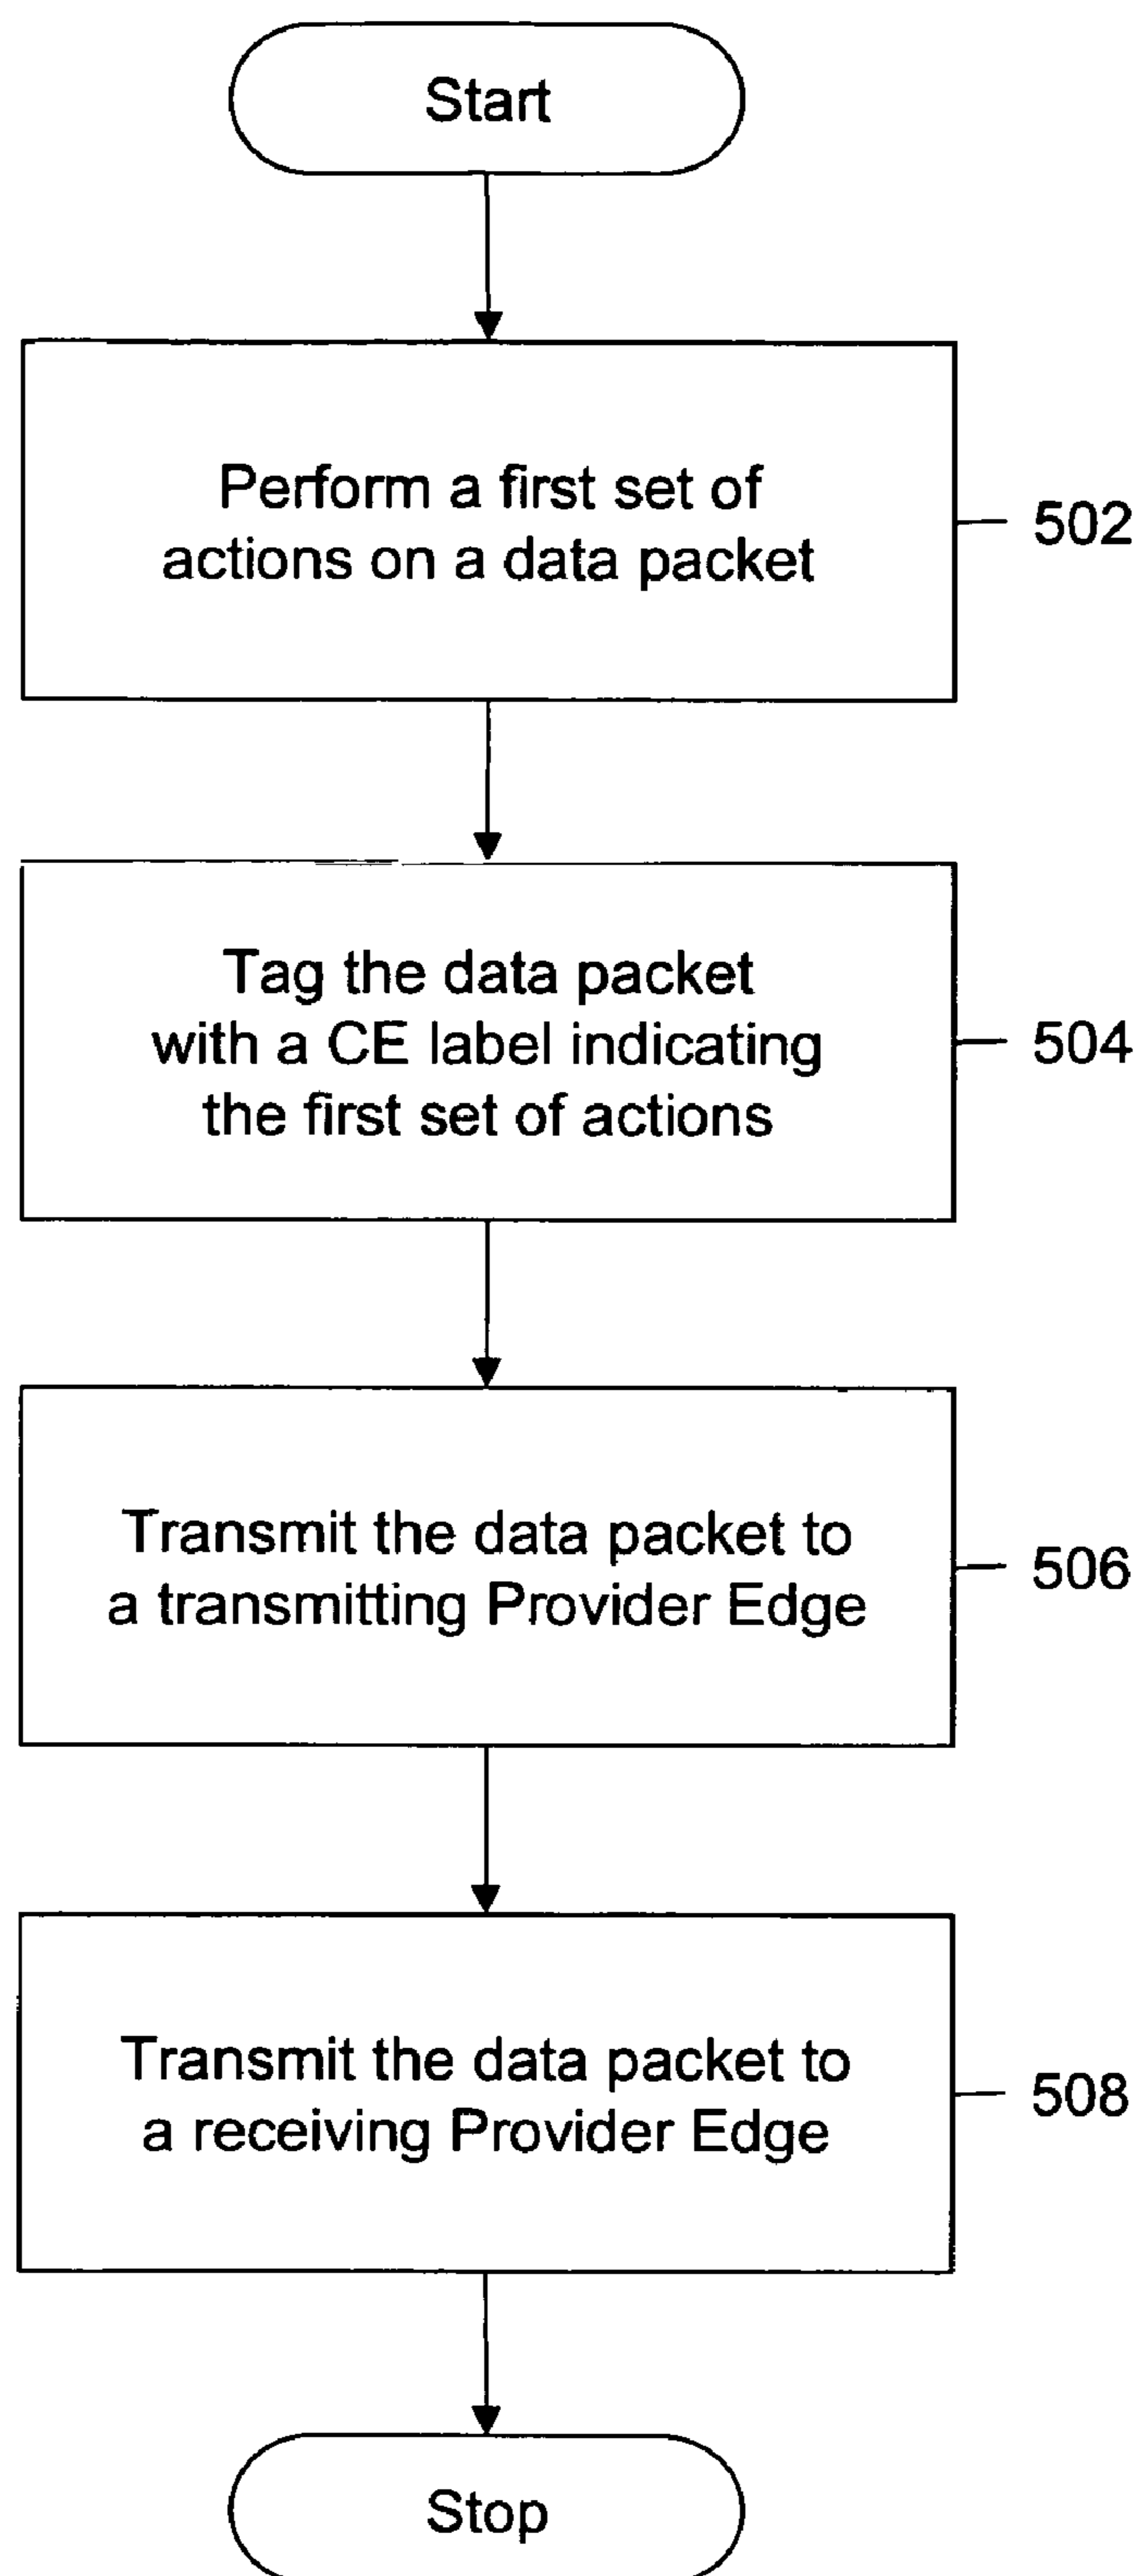 Start
Perform a first set of
actions on a data packet
502
Tag the data packet
with a CE label indicating
the first set of actions
504
Transmit the data packet to
a transmitting Provider Edge
506
Transmit the data packet to
a receiving Provider Edge
508
Stop